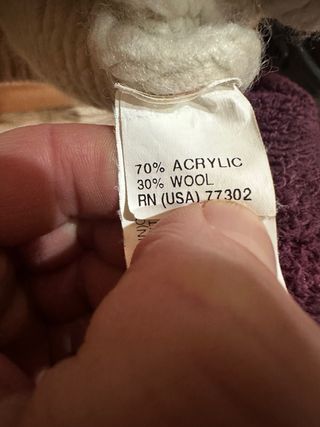 70% ACRYLIC
30% WOOL
RN (USA) 77302